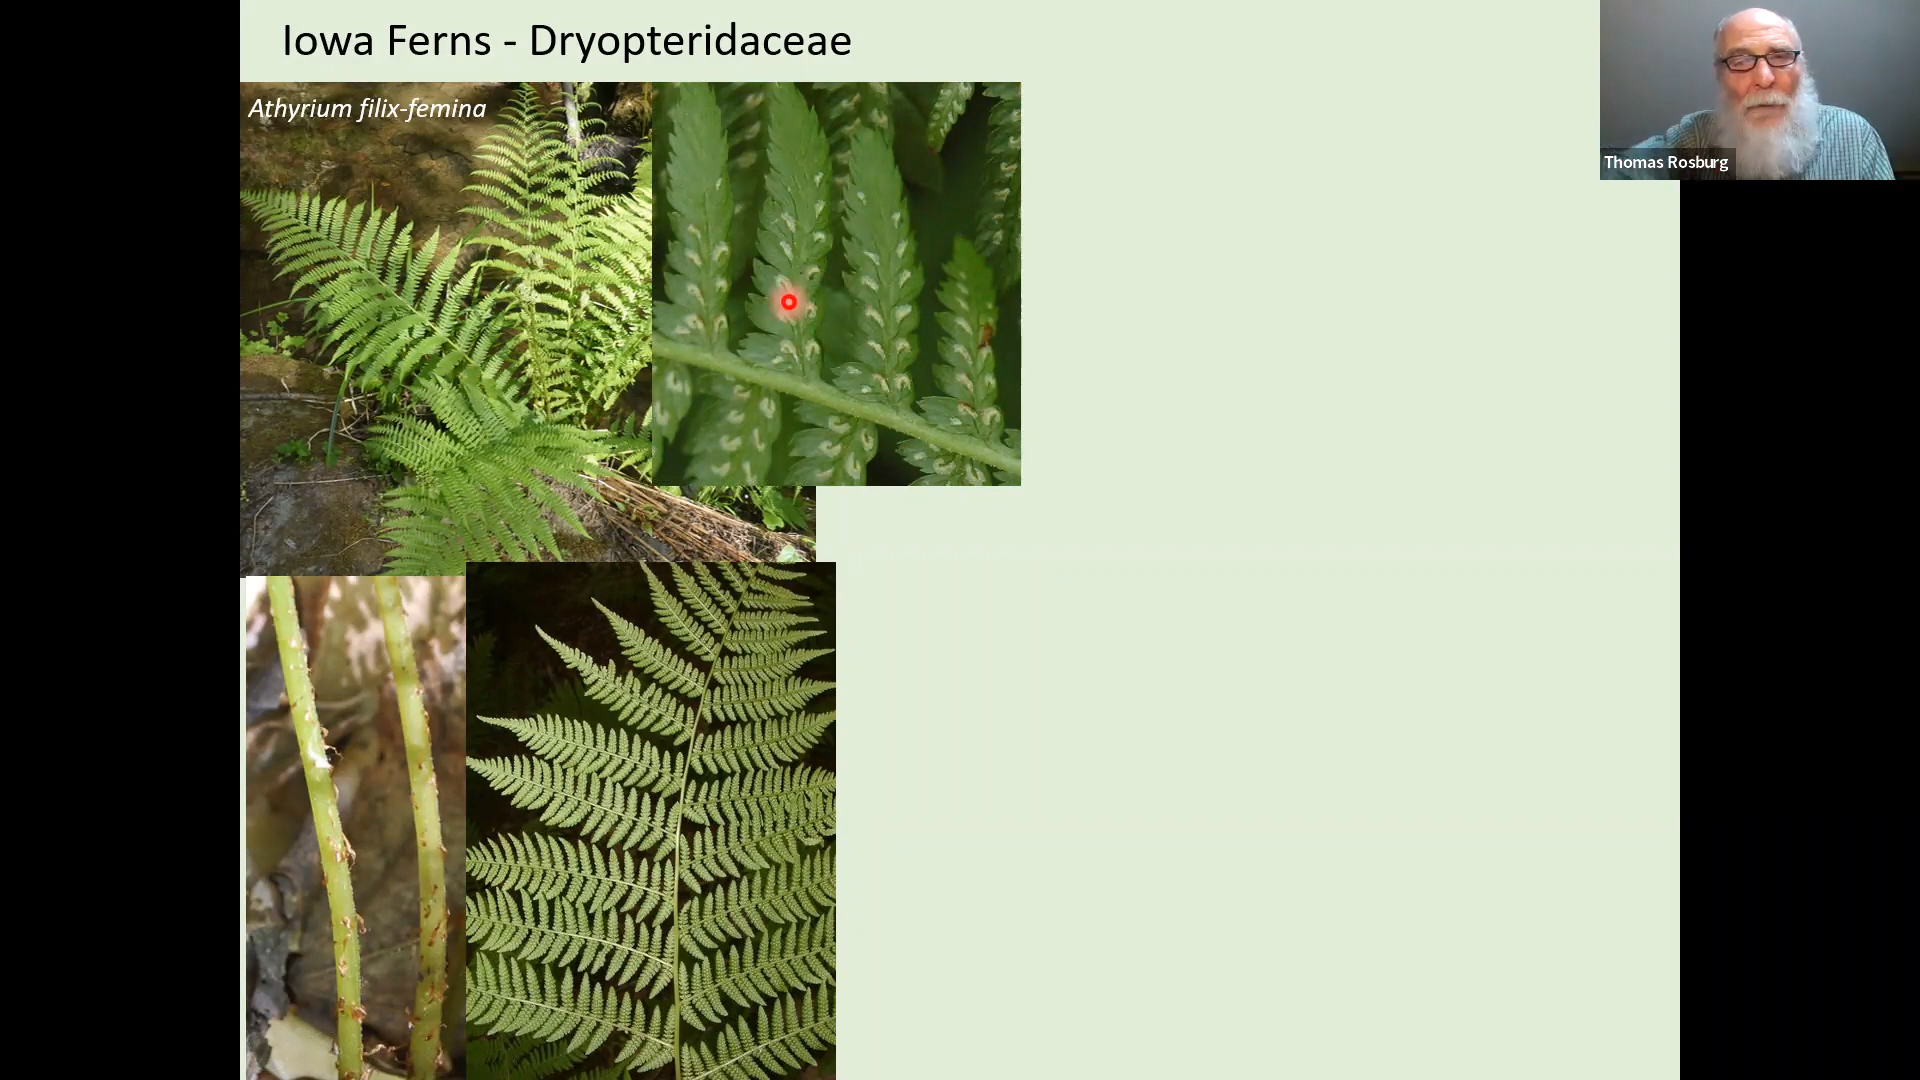 Iowa Ferns - Dryopteridaceae
Athyrium filix-femina
Thomas Rosburg